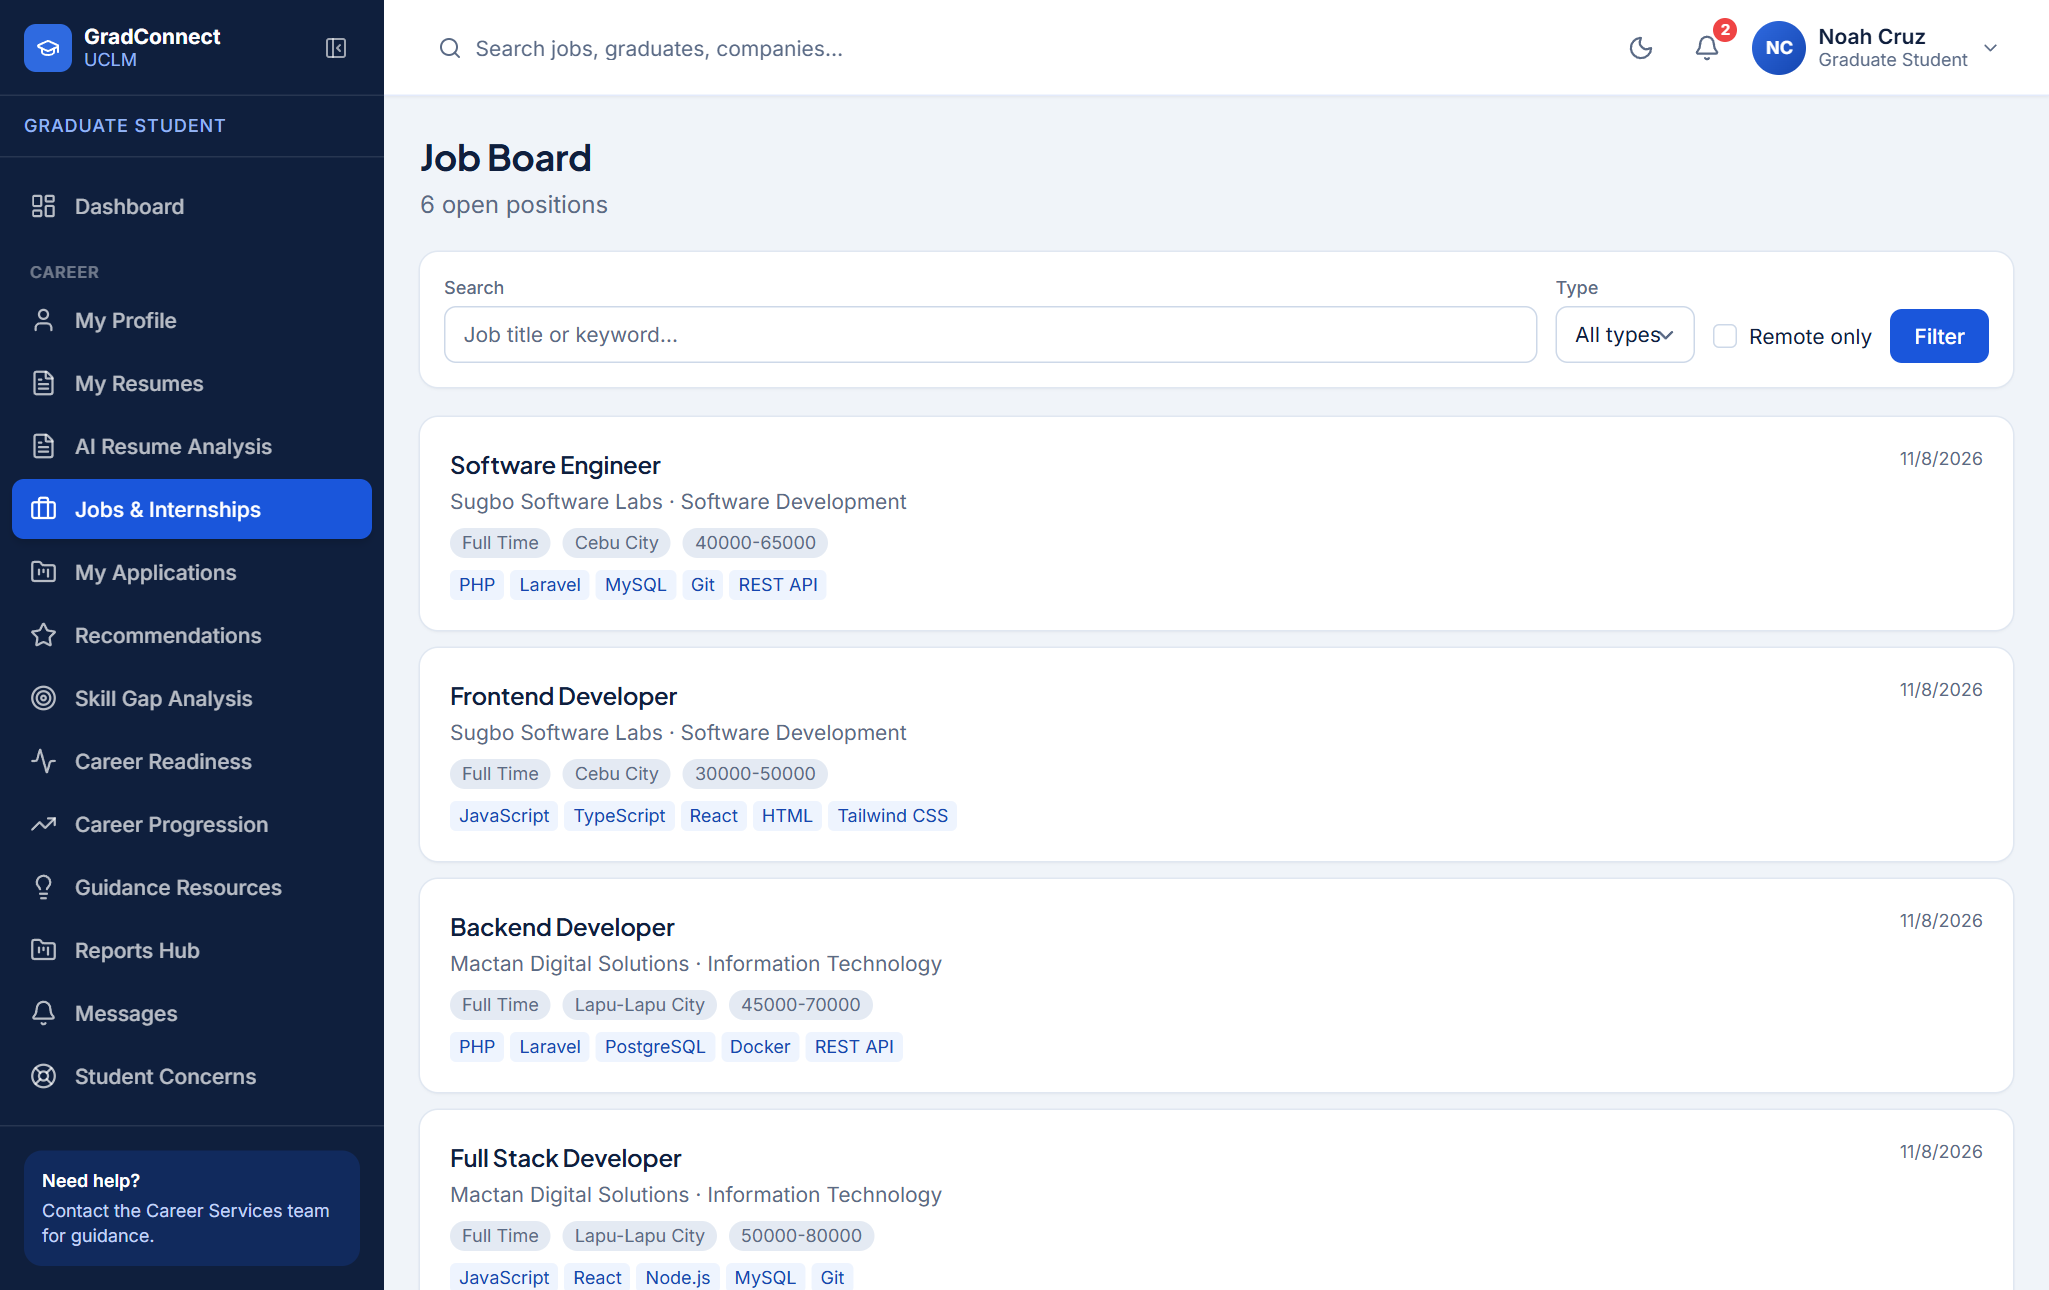 GradConnect
UCLM
GRADUATE STUDENT
Dashboard
CAREER
My Profile
My Resumes
AI Resume Analysis
Jobs & Internships
My Applications
Recommendations
Skill Gap Analysis
Career Readiness
Career Progression
Guidance Resources
Reports Hub
Messages
Student Concerns
Need help?
Contact the Career Services team
for guidance.
Search jobs, graduates, companies...
2
NC
Noah Cruz
Graduate Student
Job Board
6 open positions
Search
Job title or keyword...
Type
All types
Remote only
Filter
Software Engineer
11/8/2026
Sugbo Software Labs · Software Development
Full Time Cebu City 40000-65000
PHP Laravel MySQL Git REST API
Frontend Developer
11/8/2026
Sugbo Software Labs · Software Development
Full Time Cebu City 30000-50000
JavaScript TypeScript React HTML Tailwind CSS
Backend Developer
11/8/2026
Mactan Digital Solutions · Information Technology
Full Time Lapu-Lapu City 45000-70000
PHP Laravel PostgreSQL Docker REST API
Full Stack Developer
11/8/2026
Mactan Digital Solutions · Information Technology
Full Time Lapu-Lapu City 50000-80000
JavaScript React Node.js MySQL Git